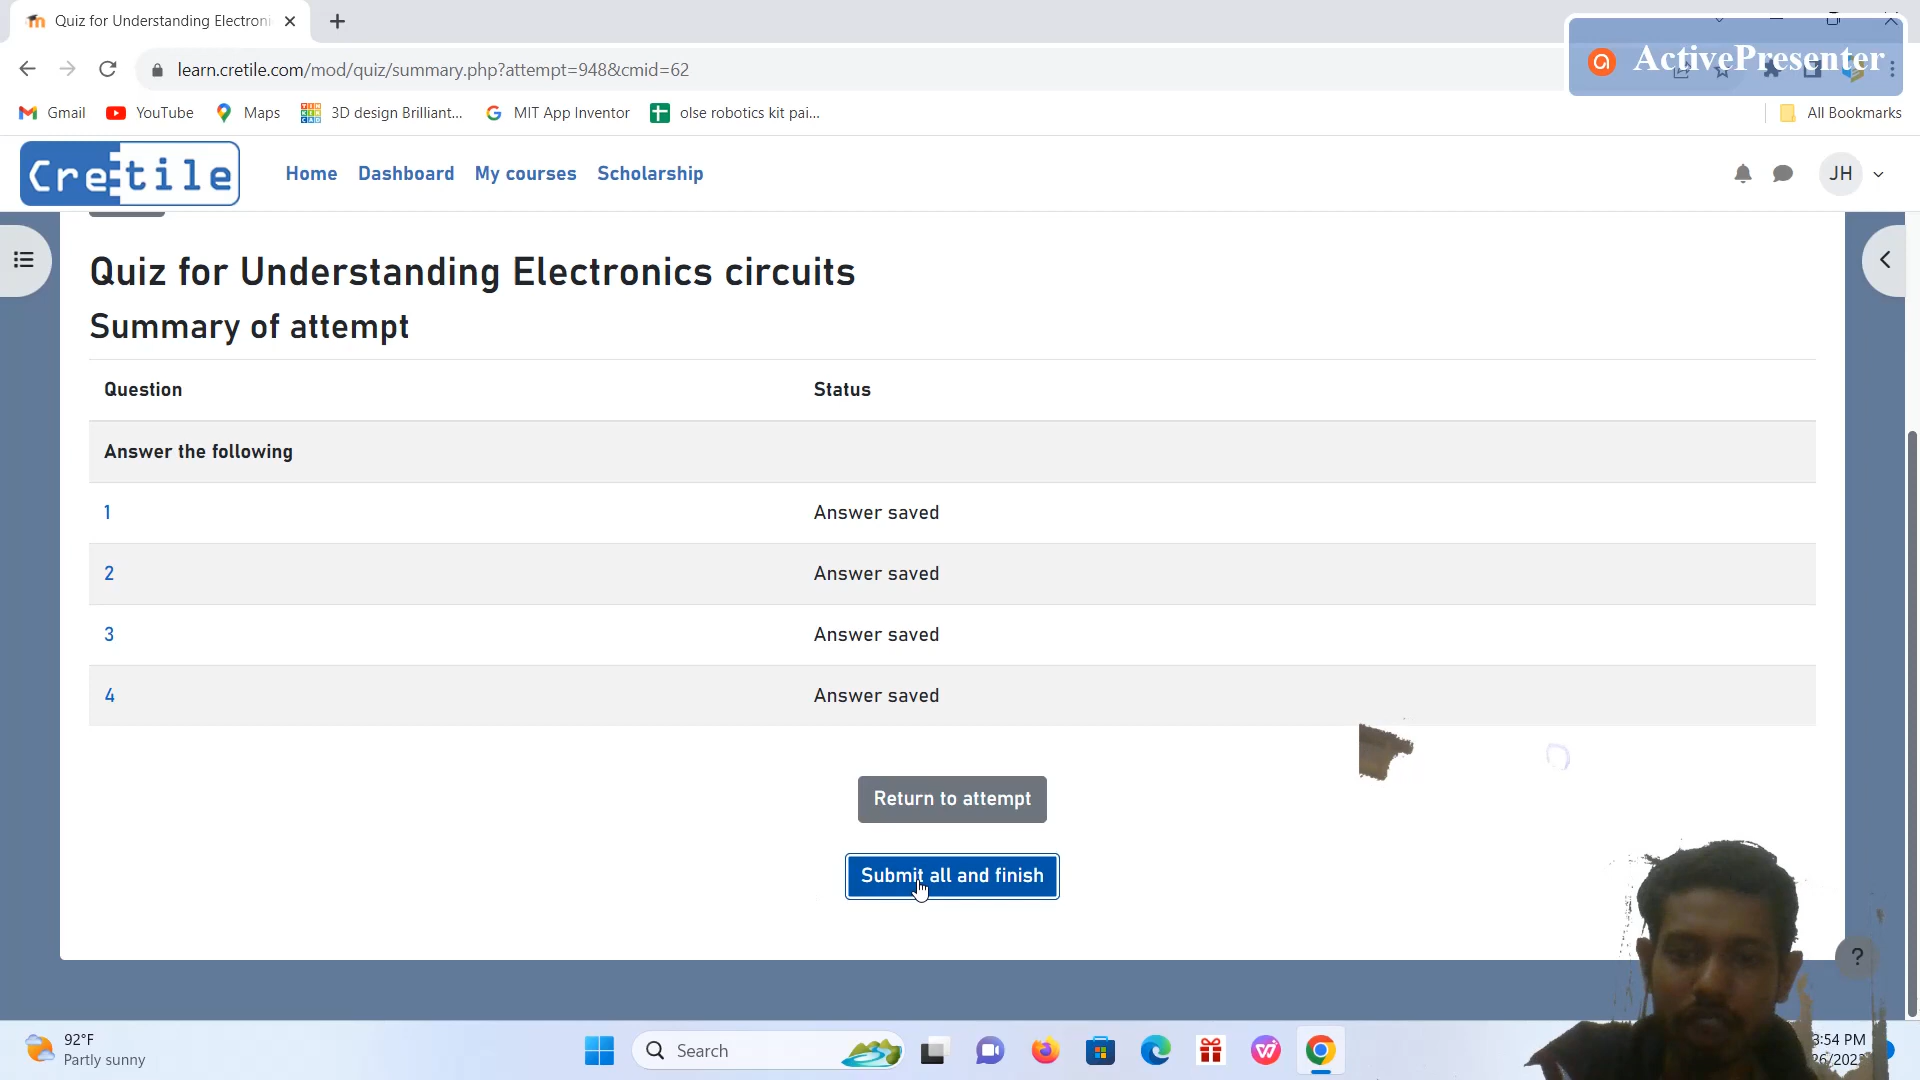 Quiz for Understanding Electroni
ActivePresenter
learn.cretile.com/mod/quiz/summary.php?attempt=948&cmid=62
Gmail YouTube Maps 3D design Brilliant... MIT App Inventor olse robotics kit pai... All Bookmarks
Cretile Home Dashboard My courses Scholarship JH
Quiz for Understanding Electronics circuits
Summary of attempt
Question Status
Answer the following
1 Answer saved
2 Answer saved
3 Answer saved
4 Answer saved
Return to attempt
Submit all and finish
?
92°F
Partly sunny
Search
3:54 PM